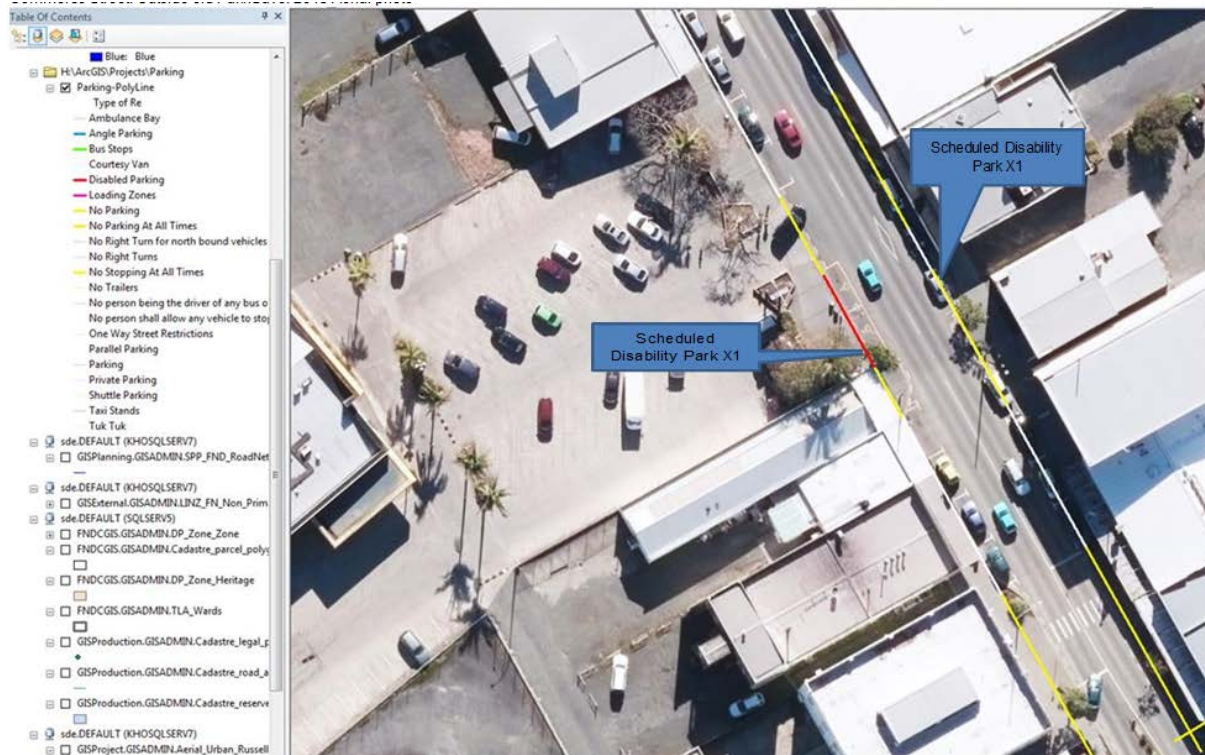 Table Of Contents
Blue: Blue
H:\ArcGIS\Projects\Parking
Parking-PolyLine
Type of Re
Ambulance Bay
Angle Parking
Bus Stops
Courtesy Van
Disabled Parking
Loading Zones
No Parking
No Parking At All Times
No Right Turn for north bound vehicles
No Right Turns
No Stopping At All Times
No Trailers
No person being the driver of any bus o
No person shall allow any vehicle to stop
One Way Street Restrictions
Parallel Parking
Parking
Private Parking
Shuttle Parking
Taxi Stands
Tuk Tuk
sde.DEFAULT (KHOSQLSERV7)
GISPlanning.GISADMIN.SPP_FND_RoadNet
sde.DEFAULT (KHOSQLSERV7)
GISExternal.GISADMIN.LINZ_FN_Non_Prim
sde.DEFAULT (SQLSERV5)
FNDCGIS.GISADMIN.DP_Zone_Zone
FNDCGIS.GISADMIN.Cadastre_parcel_poly
FNDCGIS.GISADMIN.DP_Zone_Heritage
FNDCGIS.GISADMIN.TLA_Wards
GISProduction.GISADMIN.Cadastre_legal_p
GISProduction.GISADMIN.Cadastre_road_a
GISProduction.GISADMIN.Cadastre_reserve
sde.DEFAULT (KHOSQLSERV7)
GISProject.GISADMIN.Aerial_Urban_Russell
Scheduled Disability
Park X1
Scheduled
Disability Park X1